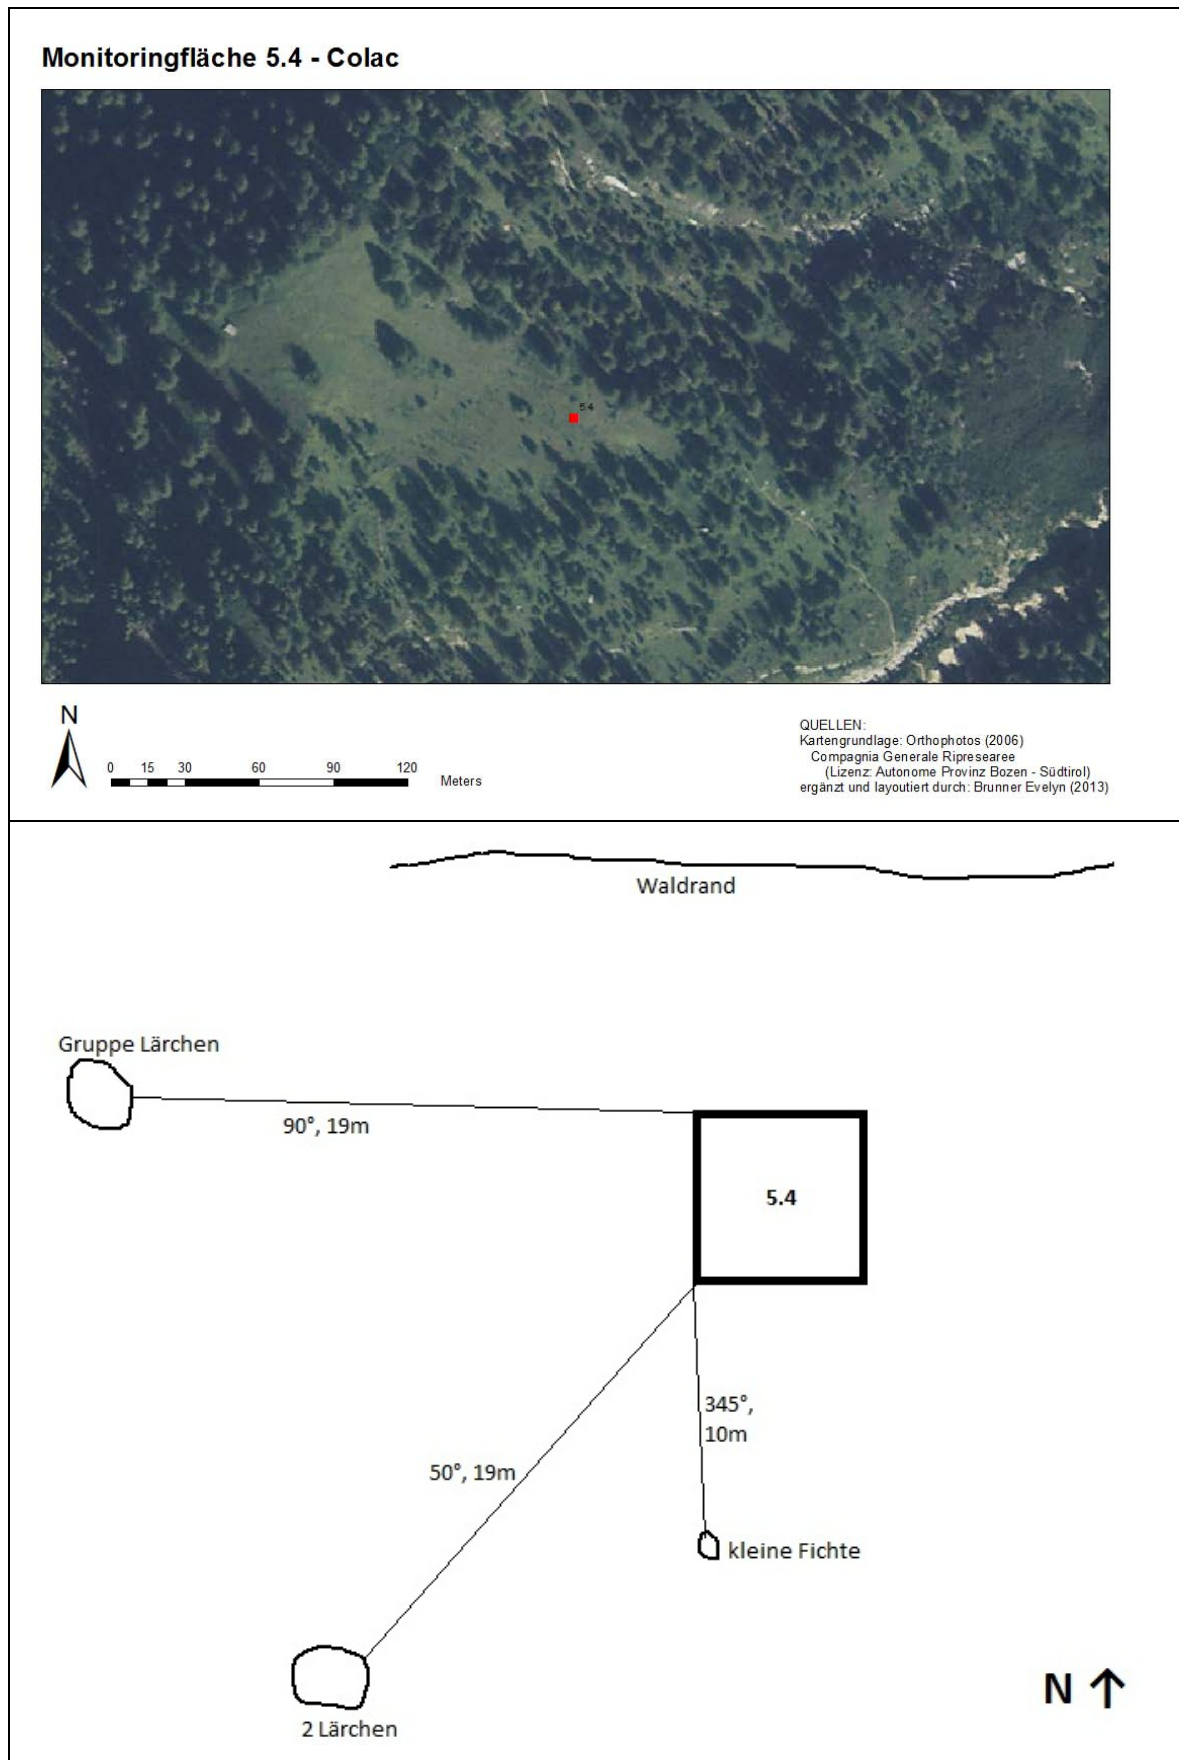 Monitoringfläche 5.4 - Colac
5.4
N
0 15 30 60 90 120
Meters
QUELLEN:
Kartengrundlage: Orthophotos (2006)
Compagnia Generale Ripresearee
(Lizenz: Autonome Provinz Bozen - Südtirol)
ergänzt und layoutiert durch: Brunner Evelyn (2013)
Waldrand
Gruppe Lärchen
90°, 19m
5.4
345°,
10m
50°, 19m
kleine Fichte
2 Lärchen
N